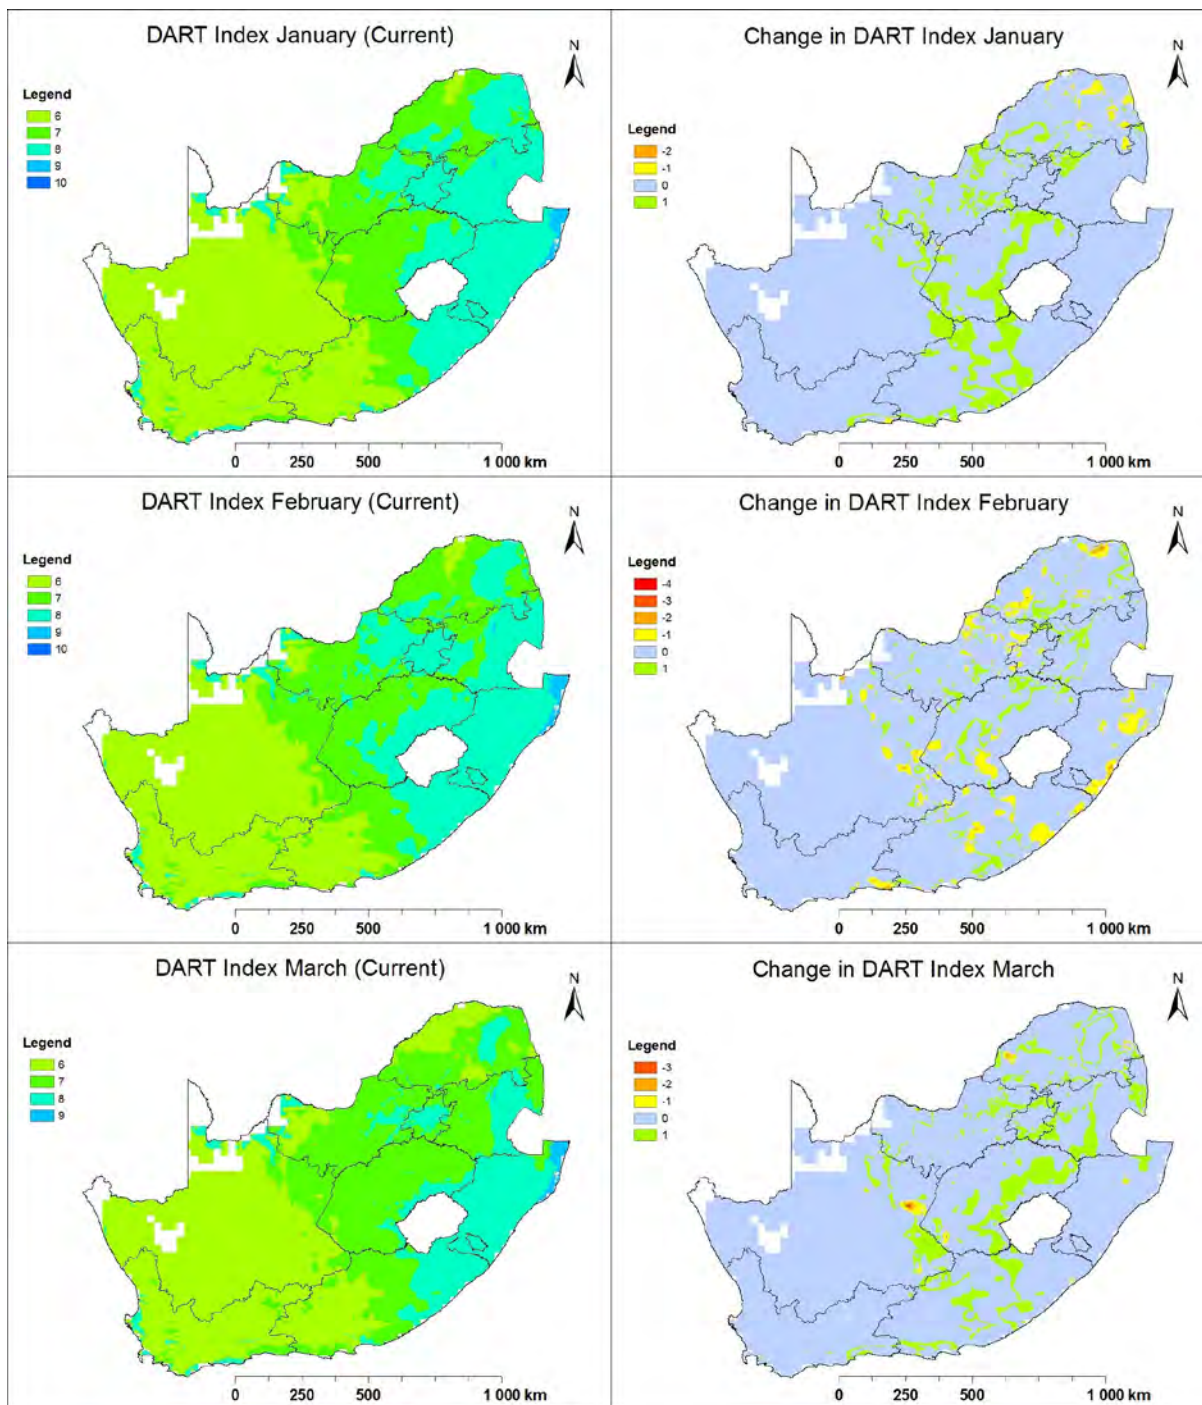 DART Index January (Current)
N
Legend
6
7
8
9
10
0 250 500 1 000 km
Change in DART Index January
N
Legend
-2
-1
0
1
0 250 500 1 000 km
DART Index February (Current)
N
Legend
6
7
8
9
10
0 250 500 1 000 km
Change in DART Index February
N
Legend
-4
-3
-2
-1
0
1
0 250 500 1 000 km
DART Index March (Current)
N
Legend
6
7
8
9
0 250 500 1 000 km
Change in DART Index March
N
Legend
-3
-2
-1
0
1
0 250 500 1 000 km